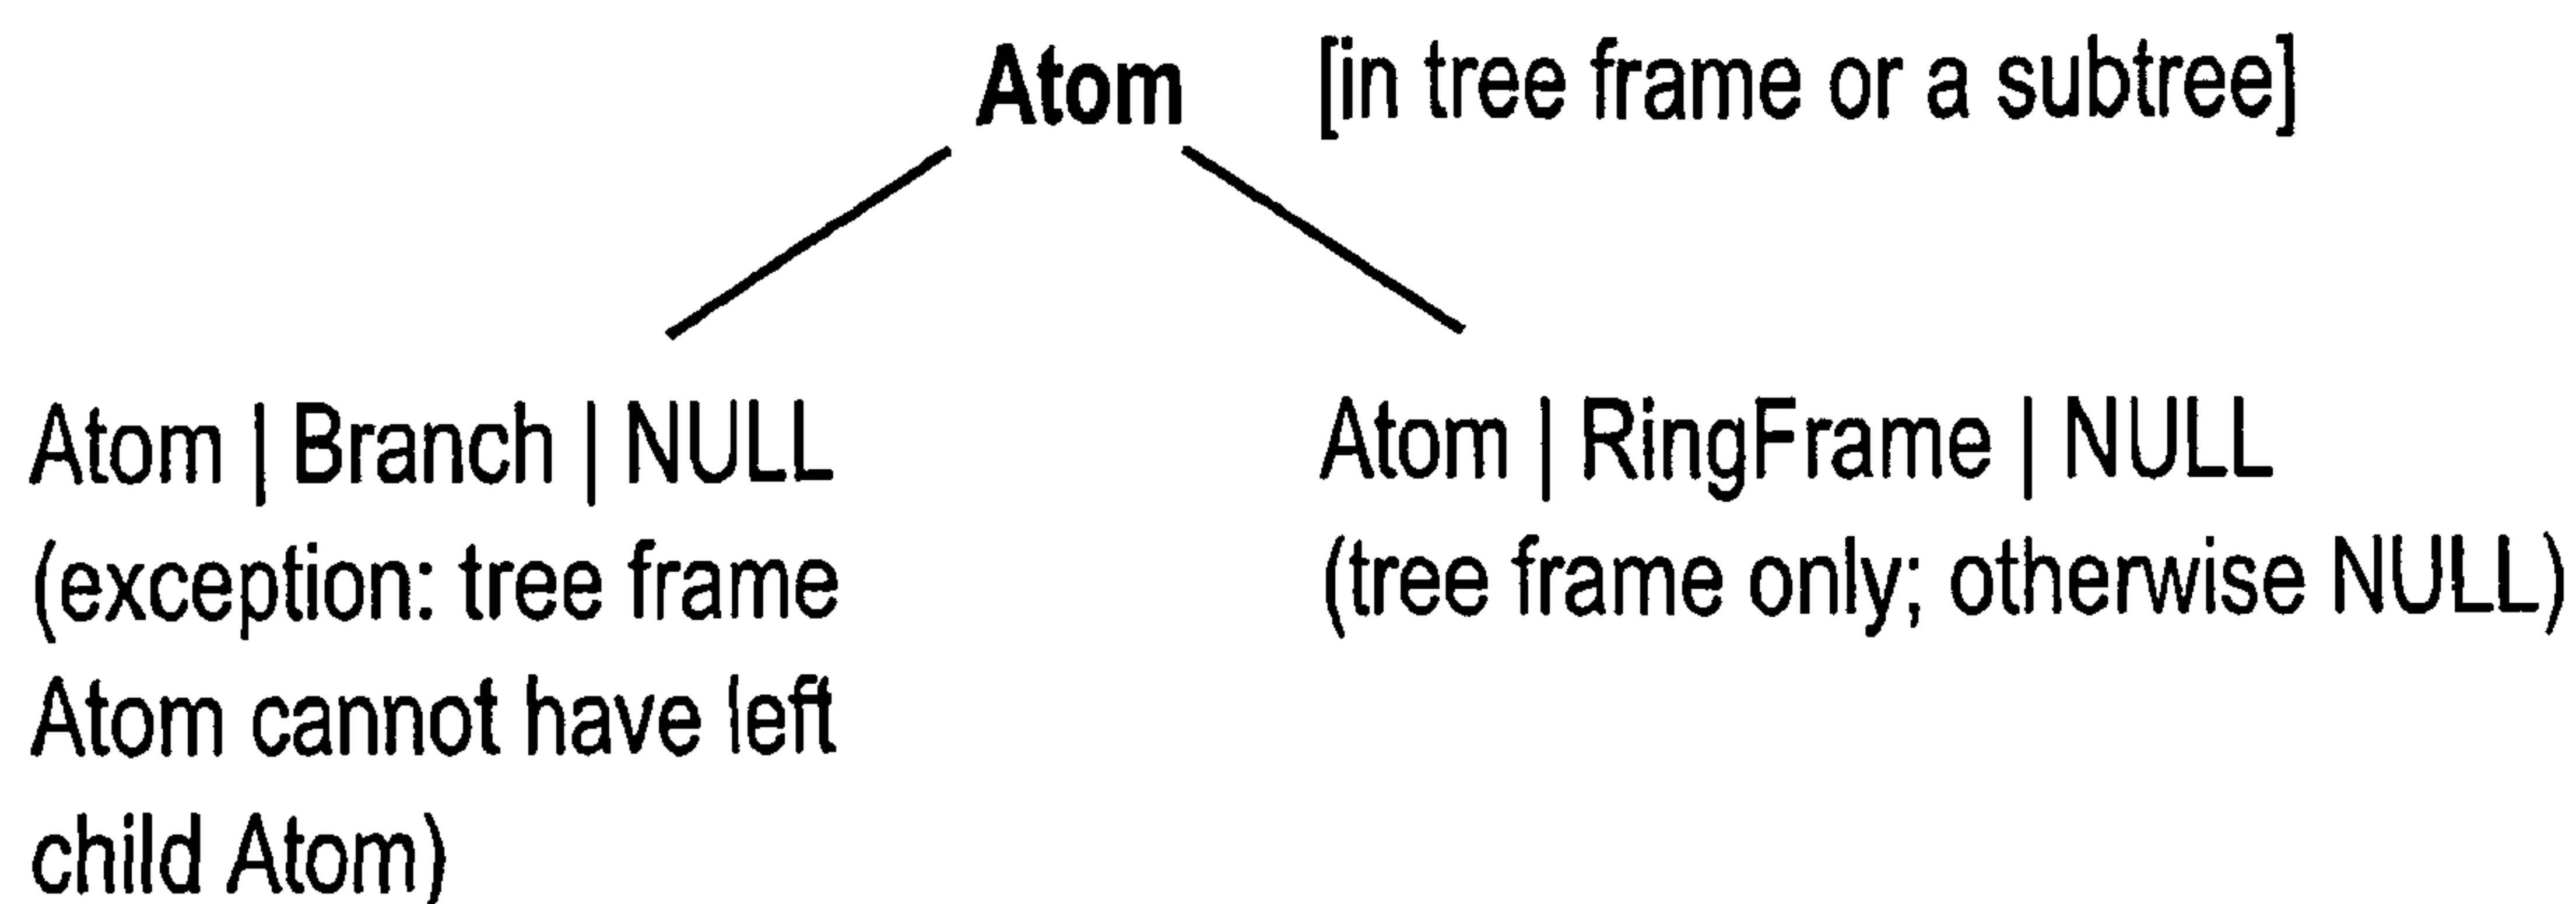 Atom [in tree frame or a subtree]
Atom | Branch | NULL
(exception: tree frame
Atom cannot have left
child Atom)
Atom | RingFrame | NULL
(tree frame only; otherwise NULL)